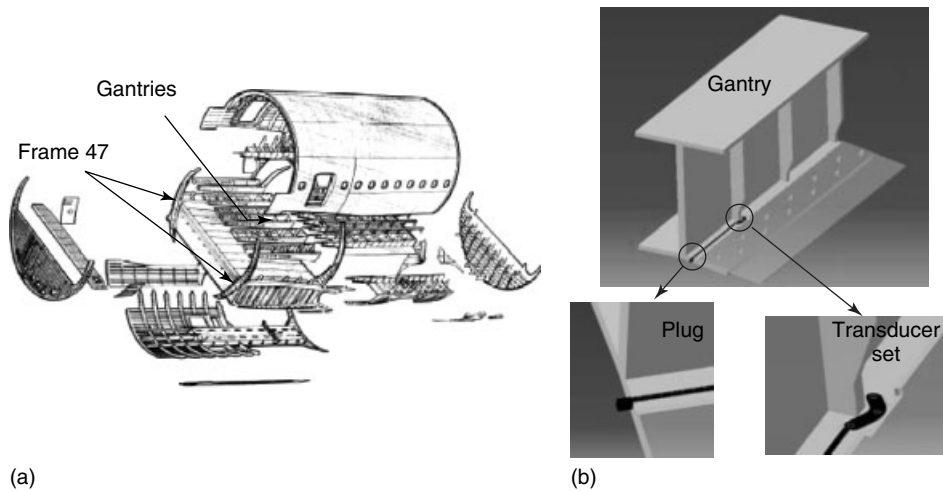 Gantries
Frame 47
(a)
Gantry
Plug
Transducer
set
(b)